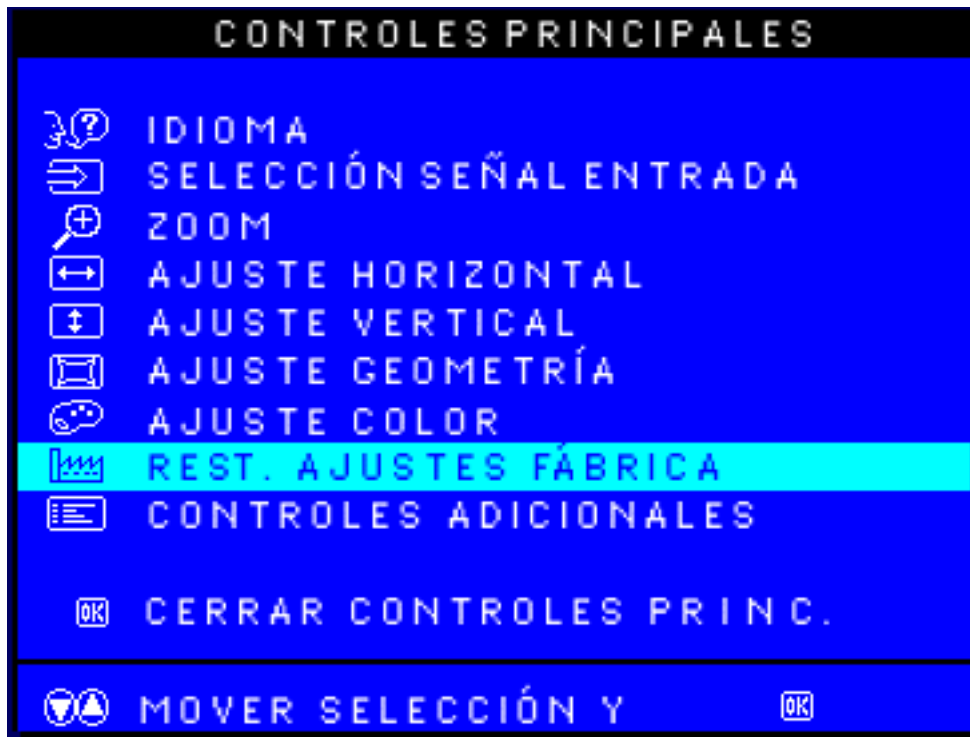 CONTROLES PRINCIPALES
IDIOMA
SELECCIÓN SEÑAL ENTRADA
ZOOM
AJUSTE HORIZONTAL
AJUSTE VERTICAL
AJUSTE GEOMETRÍA
AJUSTE COLOR
REST. AJUSTES FÁBRICA
CONTROLES ADICIONALES
OK CERRAR CONTROLES PRINC.
MOVER SELECCIÓN Y OK